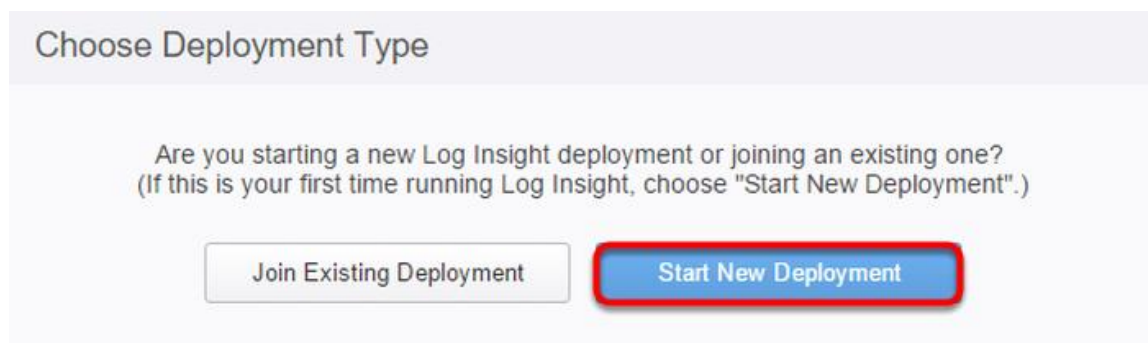 Choose Deployment Type
Are you starting a new Log Insight deployment or joining an existing one?
(If this is your first time running Log Insight, choose "Start New Deployment".)
Join Existing Deployment
Start New Deployment